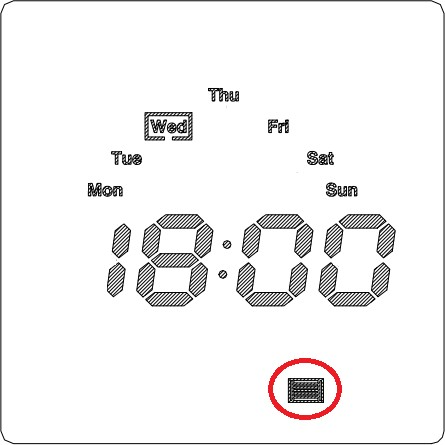 Thu
Wed Fri
Tue Sat
Mon Sun
18:00